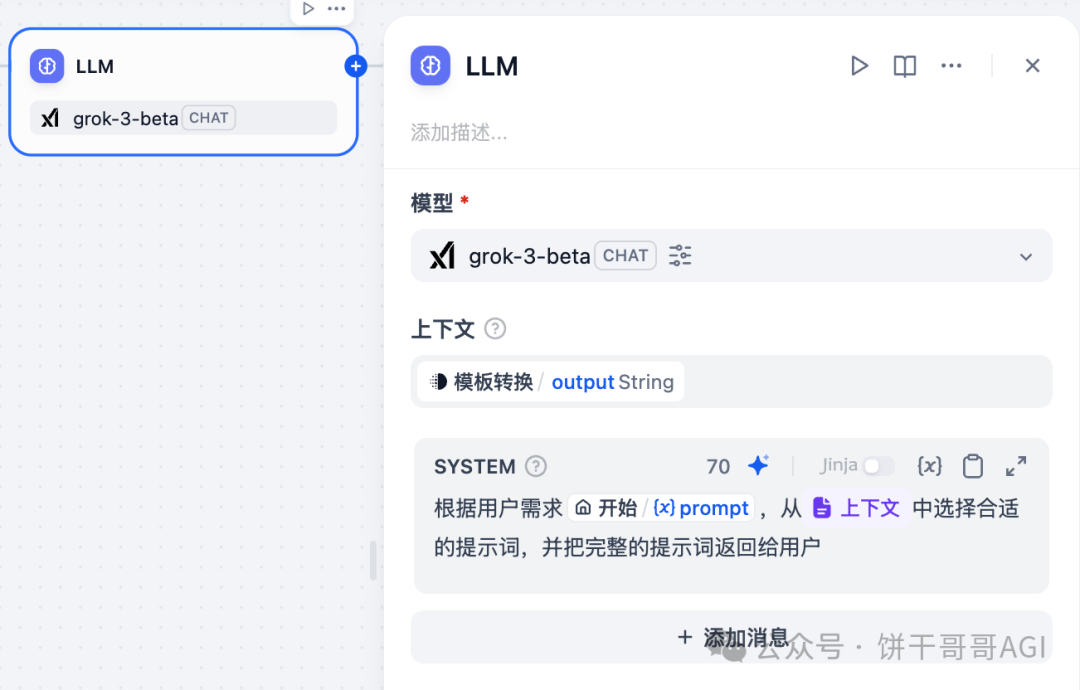 LLM
grok-3-beta CHAT
LLM
添加描述...
模型 *
grok-3-beta CHAT
上下文 ?
模板转换 / output String
SYSTEM ? 70 Jinja {x}
根据用户需求 开始 / {x} prompt ，从 上下文 中选择合适
的提示词，并把完整的提示词返回给用户
+ 添加消息
公众号 · 饼干哥哥AGI